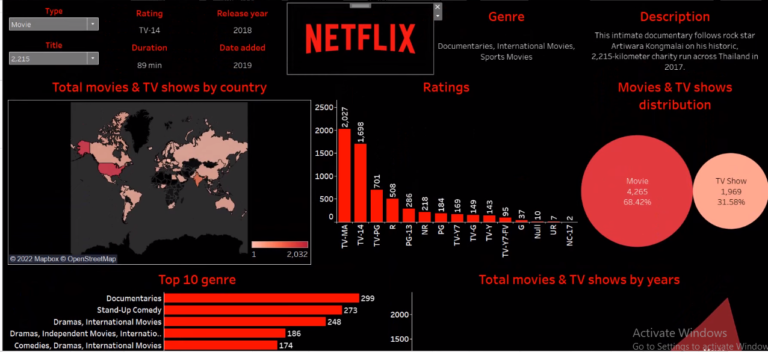 Type
Movie
Title
2,215
Rating
TV-14
Duration
89 min
Release year
2018
Date added
2019
NETFLIX
Genre
Documentaries, International Movies,
Sports Movies
Description
This intimate documentary follows rock star
Artiwara Kongmalai on his historic,
2,215-kilometer charity run across Thailand in
2017.
Total movies & TV shows by country
1 2,032
© 2022 Mapbox © OpenStreetMap
Ratings
2500
2000
1500
1000
500
0
2,027
1,698
701
508
286
218
184
169
149
143
95
37
10
7
2
TV-MA
TV-14
TV-PG
R
PG-13
NR
PG
TV-Y7
TV-G
TV-Y
TV-Y7-FV
G
Null
UR
NC-17
Movies & TV shows
distribution
Movie
4,265
68.42%
TV Show
1,969
31.58%
Top 10 genre
Documentaries 299
Stand-Up Comedy 273
Dramas, International Movies 248
Dramas, Independent Movies, Internatio.. 186
Comedies, Dramas, International Movies 174
Total movies & TV shows by years
2000
1500
Activate Windows
Go to Settings to activate Window